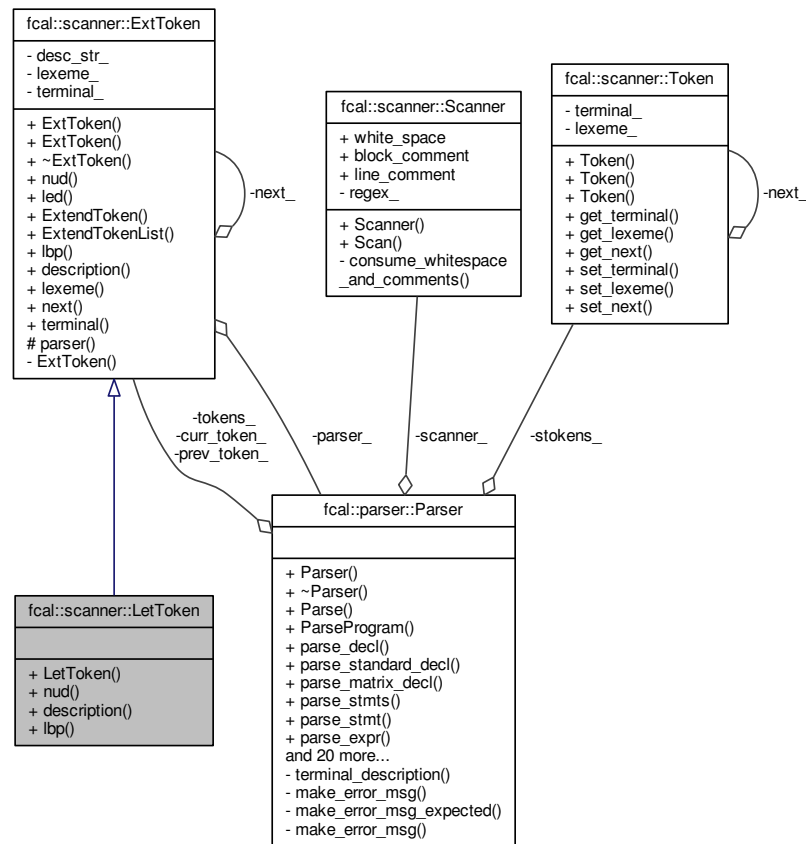 fcal::scanner::ExtToken
- desc_str_
- lexeme_
- terminal_
+ ExtToken()
+ ExtToken()
+ ~ExtToken()
+ nud()
+ led()
+ ExtendToken()
+ ExtendTokenList()
+ lbp()
+ description()
+ lexeme()
+ next()
+ terminal()
# parser()
- ExtToken()
-next_
fcal::scanner::Scanner
+ white_space
+ block_comment
+ line_comment
- regex_
+ Scanner()
+ Scan()
- consume_whitespace
_and_comments()
fcal::scanner::Token
- terminal_
- lexeme_
+ Token()
+ Token()
+ Token()
+ get_terminal()
+ get_lexeme()
+ get_next()
+ set_terminal()
+ set_lexeme()
+ set_next()
-next_
-tokens_
-curr_token_
-prev_token_
-parser_
-scanner_
-stokens_
fcal::scanner::LetToken
+ LetToken()
+ nud()
+ description()
+ lbp()
fcal::parser::Parser
+ Parser()
+ ~Parser()
+ Parse()
+ ParseProgram()
+ parse_decl()
+ parse_standard_decl()
+ parse_matrix_decl()
+ parse_stmts()
+ parse_stmt()
+ parse_expr()
and 20 more...
- terminal_description()
- make_error_msg()
- make_error_msg_expected()
- make_error_msg()